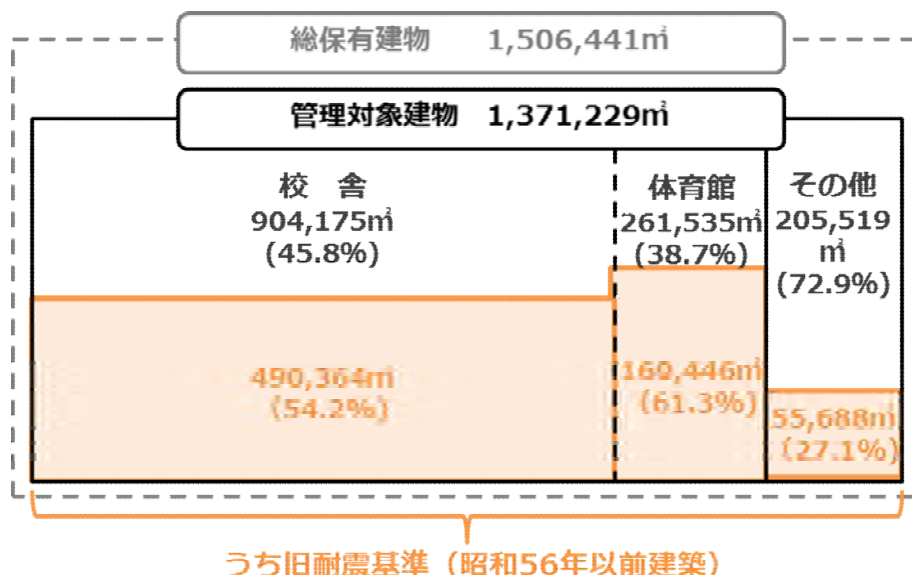 総保有建物 1,506,441㎡
管理対象建物 1,371,229㎡
校 舎
904,175㎡
(45.8%)
体育館
261,535㎡
(38.7%)
その他
205,519
㎡
(72.9%)
490,364㎡
(54.2%)
160,446㎡
(61.3%)
55,688㎡
(27.1%)
うち旧耐震基準（昭和56年以前建築）